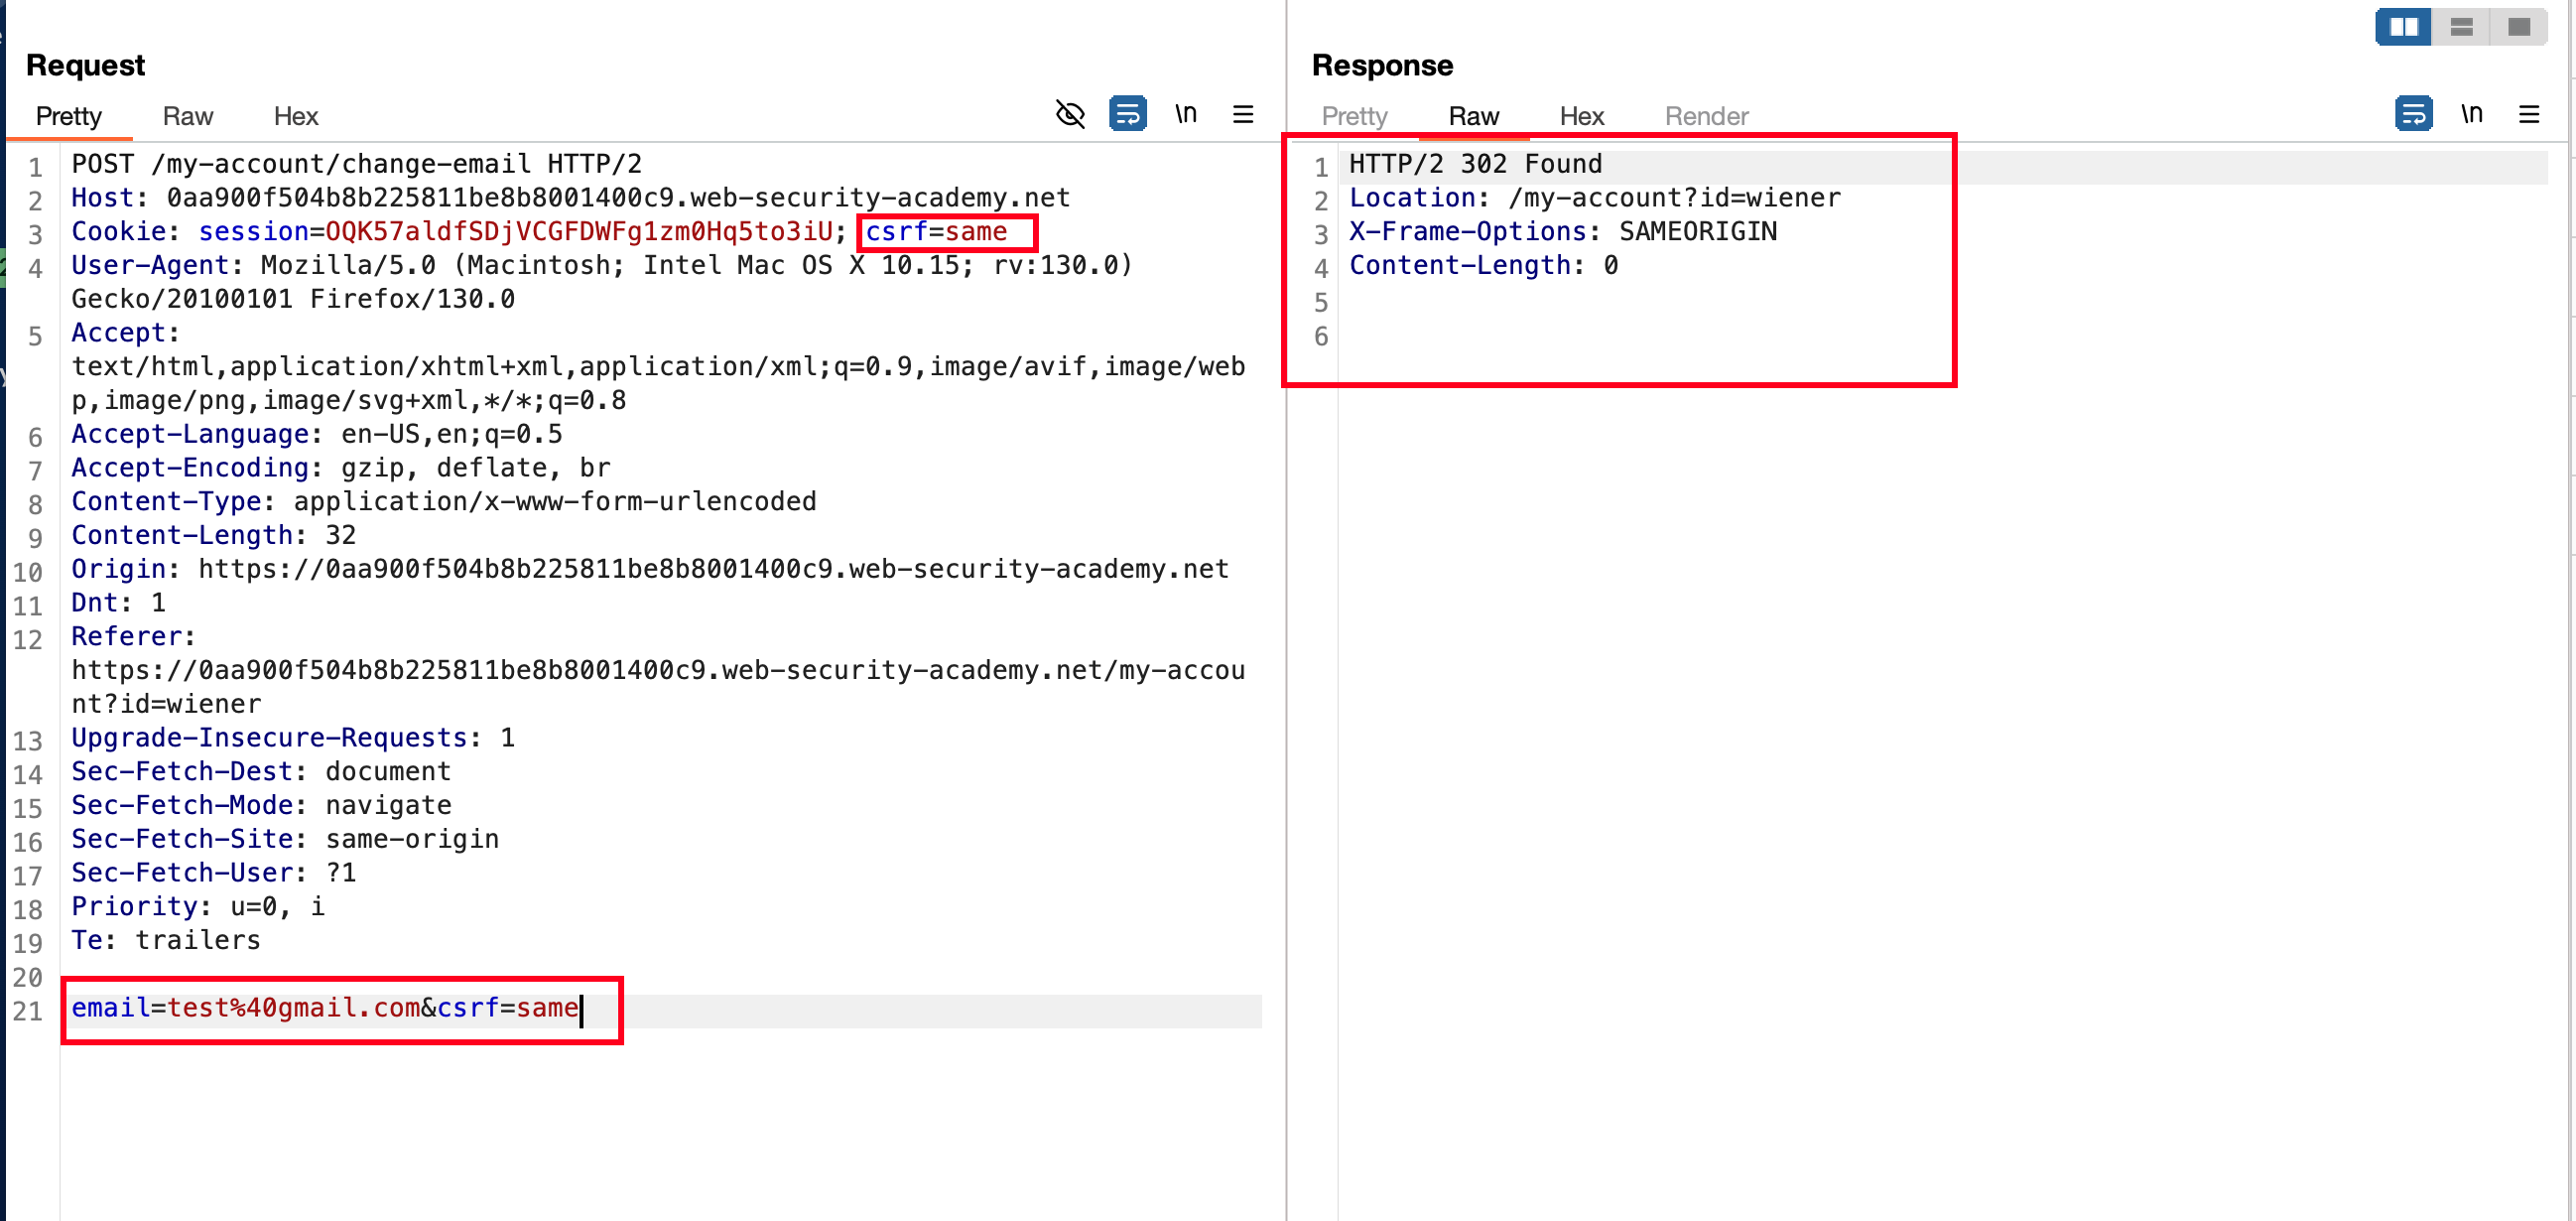 Request
Pretty Raw Hex \n
1 POST /my-account/change-email HTTP/2
2 Host: 0aa900f504b8b225811be8b8001400c9.web-security-academy.net
3 Cookie: session=OQK57aldfSDjVCGFDWFg1zm0Hq5to3iU; csrf=same
4 User-Agent: Mozilla/5.0 (Macintosh; Intel Mac OS X 10.15; rv:130.0)
Gecko/20100101 Firefox/130.0
5 Accept:
text/html,application/xhtml+xml,application/xml;q=0.9,image/avif,image/web
p,image/png,image/svg+xml,*/*;q=0.8
6 Accept-Language: en-US,en;q=0.5
7 Accept-Encoding: gzip, deflate, br
8 Content-Type: application/x-www-form-urlencoded
9 Content-Length: 32
10 Origin: https://0aa900f504b8b225811be8b8001400c9.web-security-academy.net
11 Dnt: 1
12 Referer:
https://0aa900f504b8b225811be8b8001400c9.web-security-academy.net/my-accou
nt?id=wiener
13 Upgrade-Insecure-Requests: 1
14 Sec-Fetch-Dest: document
15 Sec-Fetch-Mode: navigate
16 Sec-Fetch-Site: same-origin
17 Sec-Fetch-User: ?1
18 Priority: u=0, i
19 Te: trailers
20
21 email=test%40gmail.com&csrf=same
Response
Pretty Raw Hex Render \n
1 HTTP/2 302 Found
2 Location: /my-account?id=wiener
3 X-Frame-Options: SAMEORIGIN
4 Content-Length: 0
5
6